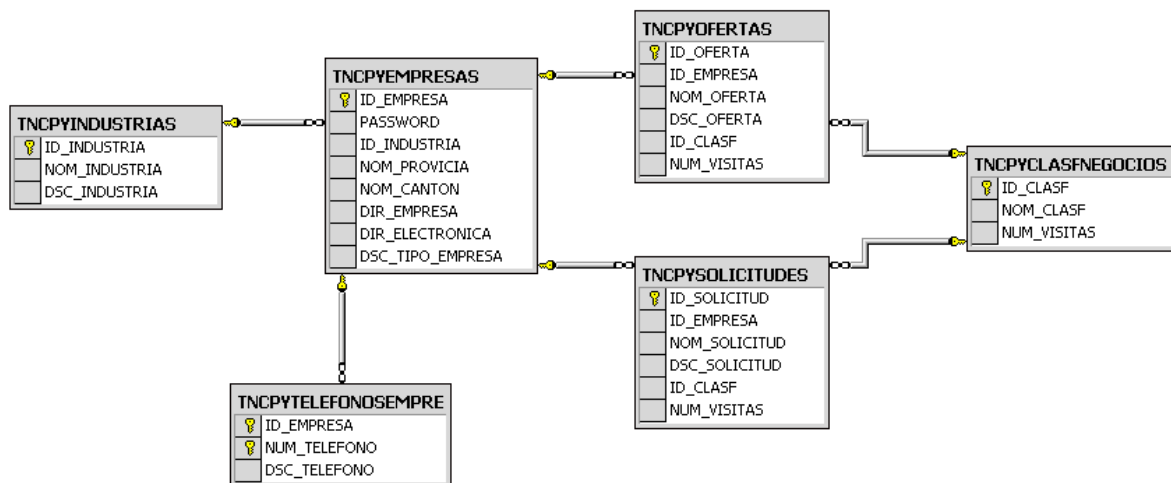 TNCPYINDUSTRIAS
ID_INDUSTRIA
NOM_INDUSTRIA
DSC_INDUSTRIA
TNCPYEMPRESAS
ID_EMPRESA
PASSWORD
ID_INDUSTRIA
NOM_PROVICIA
NOM_CANTON
DIR_EMPRESA
DIR_ELECTRONICA
DSC_TIPO_EMPRESA
TNCPYTELEFONOSEMPRE
ID_EMPRESA
NUM_TELEFONO
DSC_TELEFONO
TNCPYOFERTAS
ID_OFERTA
ID_EMPRESA
NOM_OFERTA
DSC_OFERTA
ID_CLASF
NUM_VISITAS
TNCPYSOLICITUDES
ID_SOLICITUD
ID_EMPRESA
NOM_SOLICITUD
DSC_SOLICITUD
ID_CLASF
NUM_VISITAS
TNCPYCLASFNEGOCIOS
ID_CLASF
NOM_CLASF
NUM_VISITAS